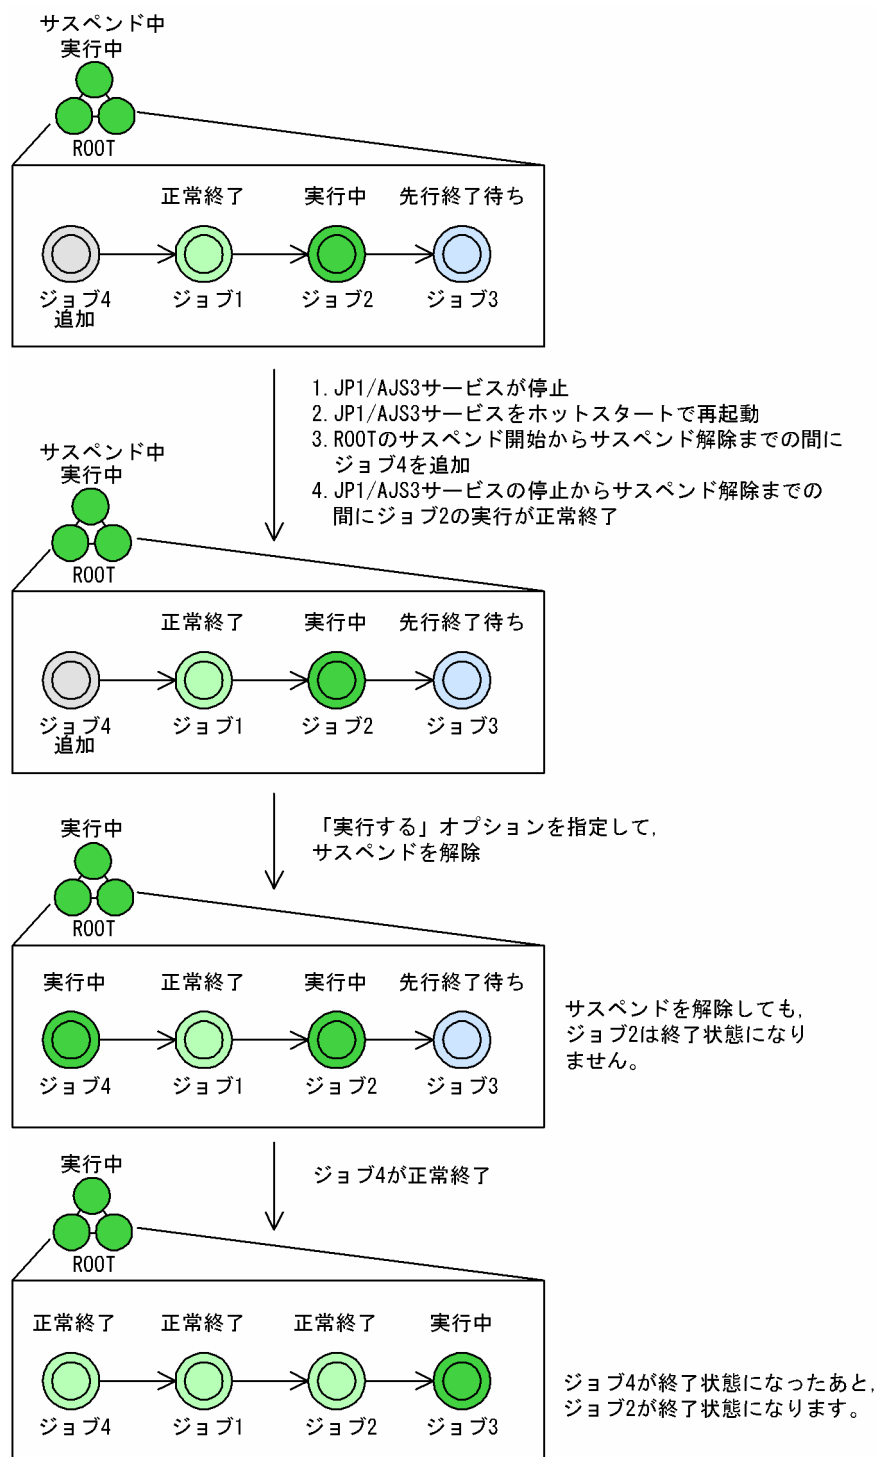 サスペンド中
実行中
ROOT
正常終了 実行中 先行終了待ち
ジョブ4 ジョブ1 ジョブ2 ジョブ3
追加
1. JP1/AJS3サービスが停止
2. JP1/AJS3サービスをホットスタートで再起動
3. ROOTのサスペンド開始からサスペンド解除までの間に
ジョブ4を追加
4. JP1/AJS3サービスの停止からサスペンド解除までの
間にジョブ2の実行が正常終了
サスペンド中
実行中
ROOT
正常終了 実行中 先行終了待ち
ジョブ4 ジョブ1 ジョブ2 ジョブ3
追加
「実行する」オプションを指定して,
サスペンドを解除
実行中
ROOT
実行中 正常終了 実行中 先行終了待ち
ジョブ4 ジョブ1 ジョブ2 ジョブ3
サスペンドを解除しても,
ジョブ2は終了状態になり
ません。
ジョブ4が正常終了
実行中
ROOT
正常終了 正常終了 正常終了 実行中
ジョブ4 ジョブ1 ジョブ2 ジョブ3
ジョブ4が終了状態になったあと,
ジョブ2が終了状態になります。